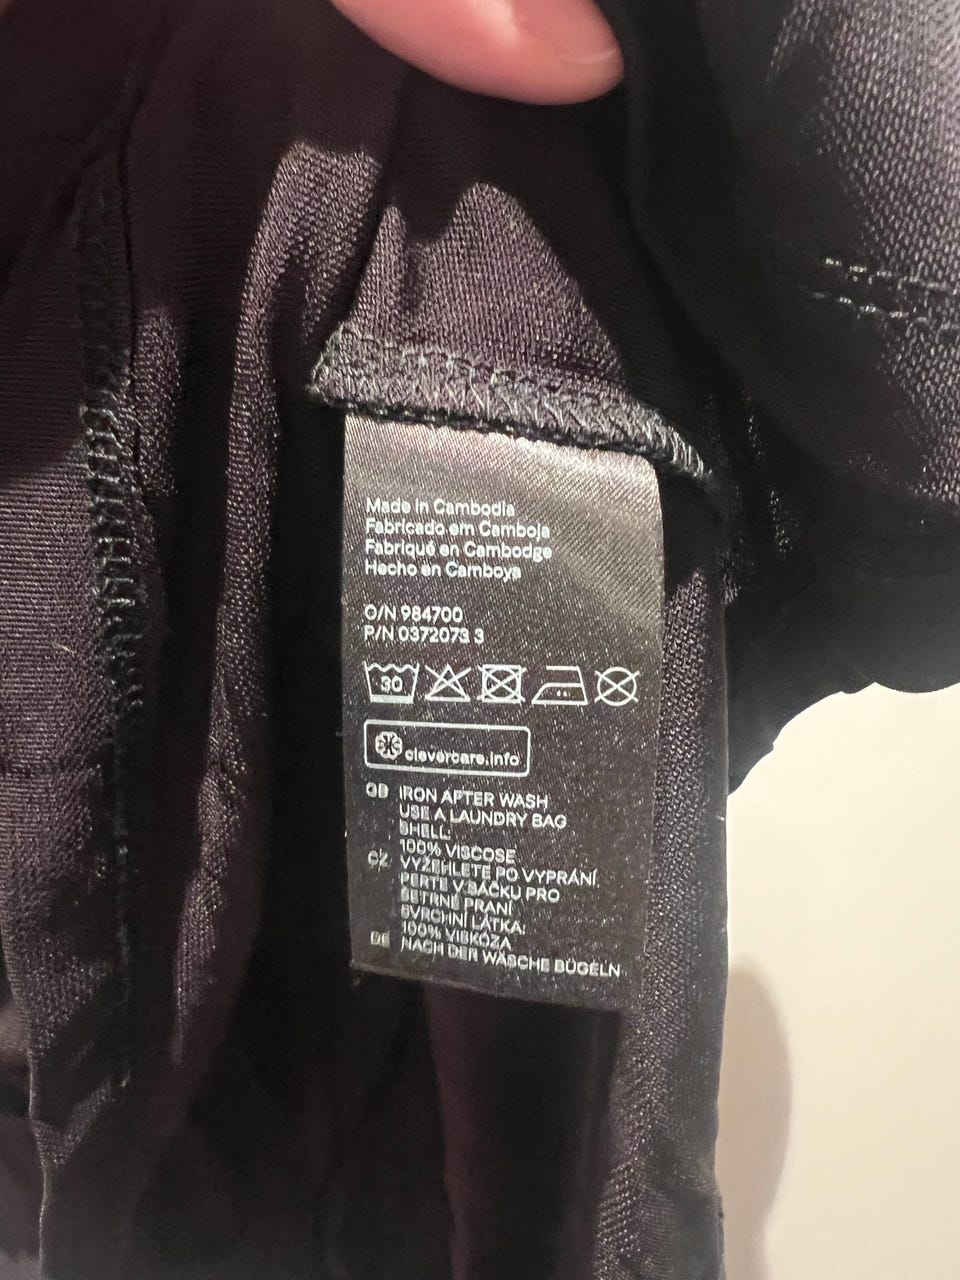 Made in Cambodia
Fabricado em Camboja
Fabriqué en Cambodge
Hecho en Camboya
O/N 984700
P/N 0372073 3
30
clevercare.info
GB IRON AFTER WASH
USE A LAUNDRY BAG
SHELL:
100% VISCOSE
CZ VYŽEHLETE PO VYPRÁNÍ,
PERTE V SÁČKU PRO
ŠETRNÉ PRANÍ
SVRCHNÍ LÁTKA:
100% VISKÓZA
DE NACH DER WÄSCHE BÜGELN